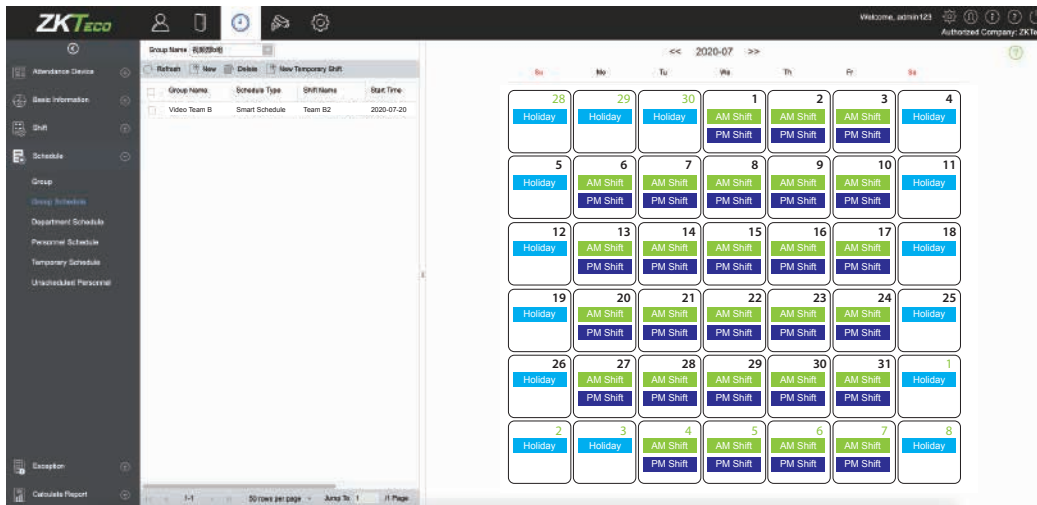 ZKTECO
Welcome, admin123
Authorized Company: ZKTe
Group Name
<< 2020-07 >>
Refresh New Delete New Temporary Shift
Su Mo Tu We Th Fr Sa
Attendance Device
Basic Information
Shift
Schedule
Group
Group Schedule
Department Schedule
Personnel Schedule
Temporary Schedule
Unscheduled Personnel
Exception
Calculate Report
Group Name Schedule Type Shift Name Start Time
Video Team B Smart Schedule Team B2 2020-07-20
28 29 30 1 2 3 4
Holiday Holiday Holiday AM Shift AM Shift AM Shift Holiday
PM Shift PM Shift PM Shift
5 6 7 8 9 10 11
Holiday AM Shift AM Shift AM Shift AM Shift AM Shift Holiday
PM Shift PM Shift PM Shift PM Shift PM Shift
12 13 14 15 16 17 18
Holiday AM Shift AM Shift AM Shift AM Shift AM Shift Holiday
PM Shift PM Shift PM Shift PM Shift PM Shift
19 20 21 22 23 24 25
Holiday AM Shift AM Shift AM Shift AM Shift AM Shift Holiday
PM Shift PM Shift PM Shift PM Shift PM Shift
26 27 28 29 30 31 1
Holiday AM Shift AM Shift AM Shift AM Shift AM Shift Holiday
PM Shift PM Shift PM Shift PM Shift PM Shift
2 3 4 5 6 7 8
Holiday Holiday AM Shift AM Shift AM Shift AM Shift Holiday
PM Shift PM Shift PM Shift PM Shift
1-1 50 rows per page Jump To 1 /1 Page